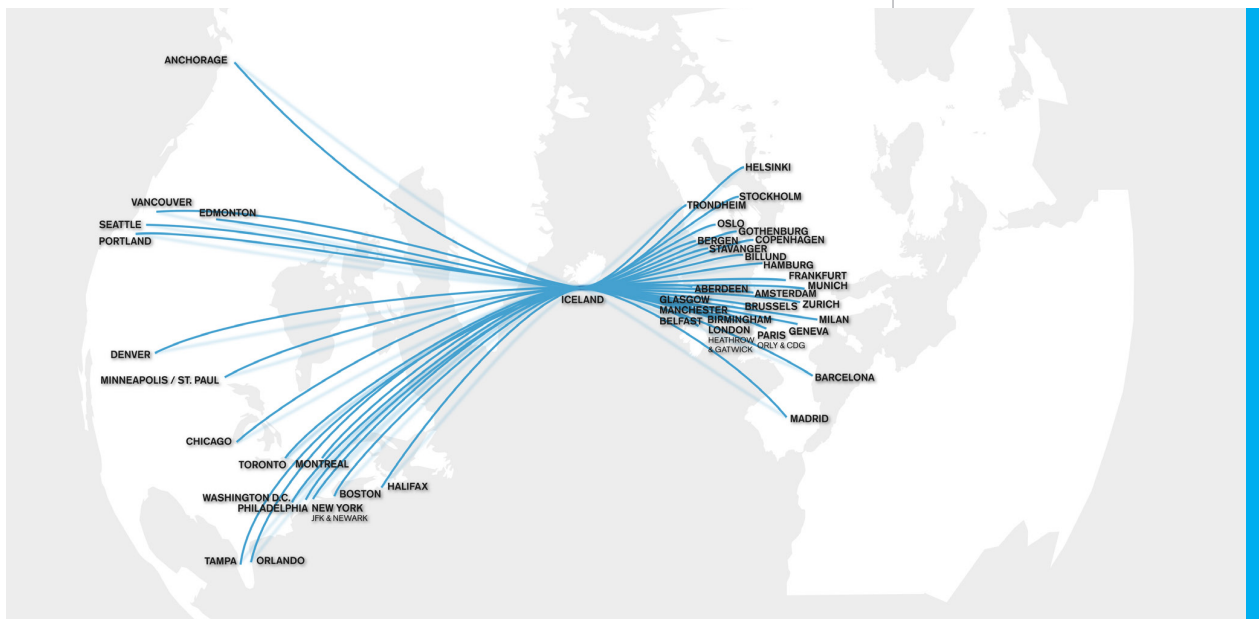 ANCHORAGE
VANCOUVER
EDMONTON
SEATTLE
PORTLAND
DENVER
MINNEAPOLIS / ST. PAUL
CHICAGO
TORONTO
MONTREAL
WASHINGTON D.C.
PHILADELPHIA
NEW YORK
JFK & NEWARK
BOSTON
HALIFAX
TAMPA
ORLANDO
ICELAND
HELSINKI
STOCKHOLM
TRONDHEIM
OSLO
GOTHENBURG
BERGEN
COPENHAGEN
STAVANGER
BILLUND
HAMBURG
FRANKFURT
MUNICH
ABERDEEN
AMSTERDAM
GLASGOW
ZURICH
BRUSSELS
MANCHESTER
BELFAST
BIRMINGHAM
MILAN
LONDON
HEATHROW
& GATWICK
PARIS
ORLY & CDG
GENEVA
BARCELONA
MADRID